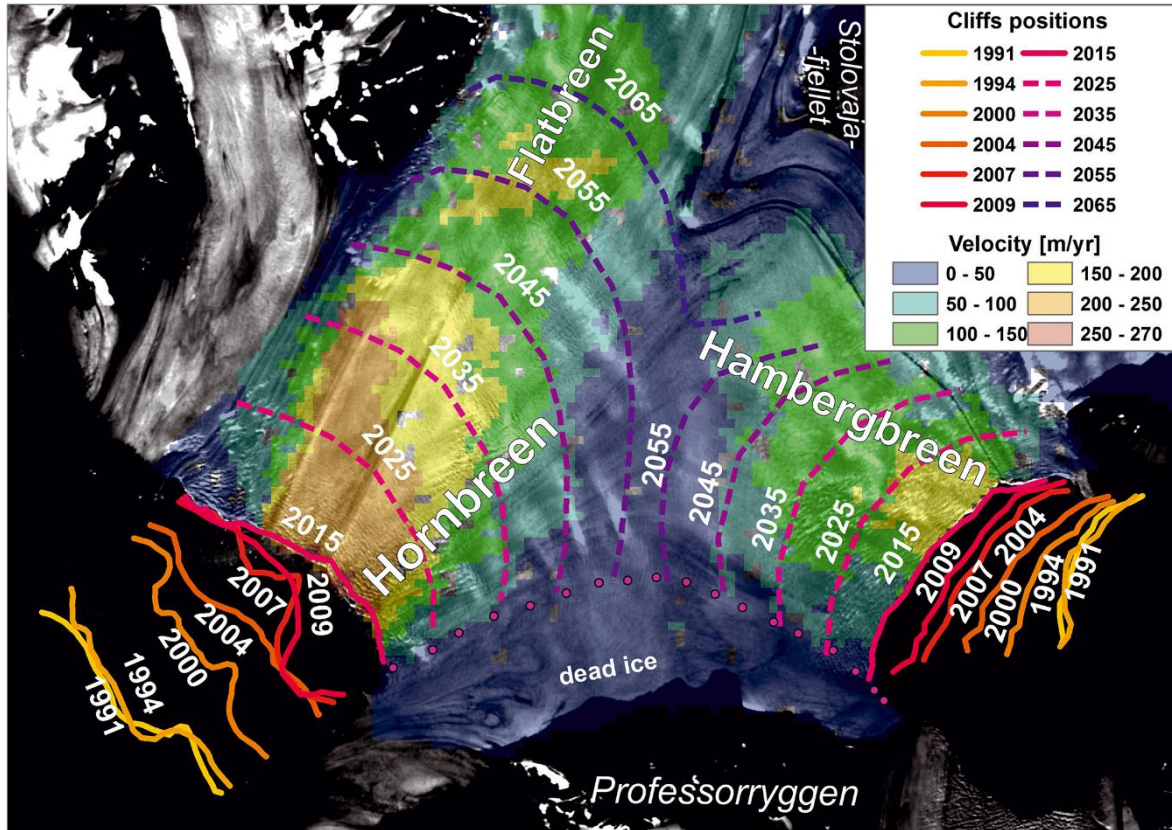 Cliffs positions
1991 2015
1994 2025
2000 2035
2004 2045
2007 2055
2009 2065
Velocity [m/yr]
0 - 50 150 - 200
50 - 100 200 - 250
100 - 150 250 - 270
Stolovaja-
-fjellet
2065
Flatbreen
2055
2045
2035
2025
2015
Hornbreen
Hambergbreen
2055
2045
2035
2025
2015
2009
2007
2004
2000
1994
1991
2009
2007
2004
2000
1994
1991
dead ice
Professorryggen